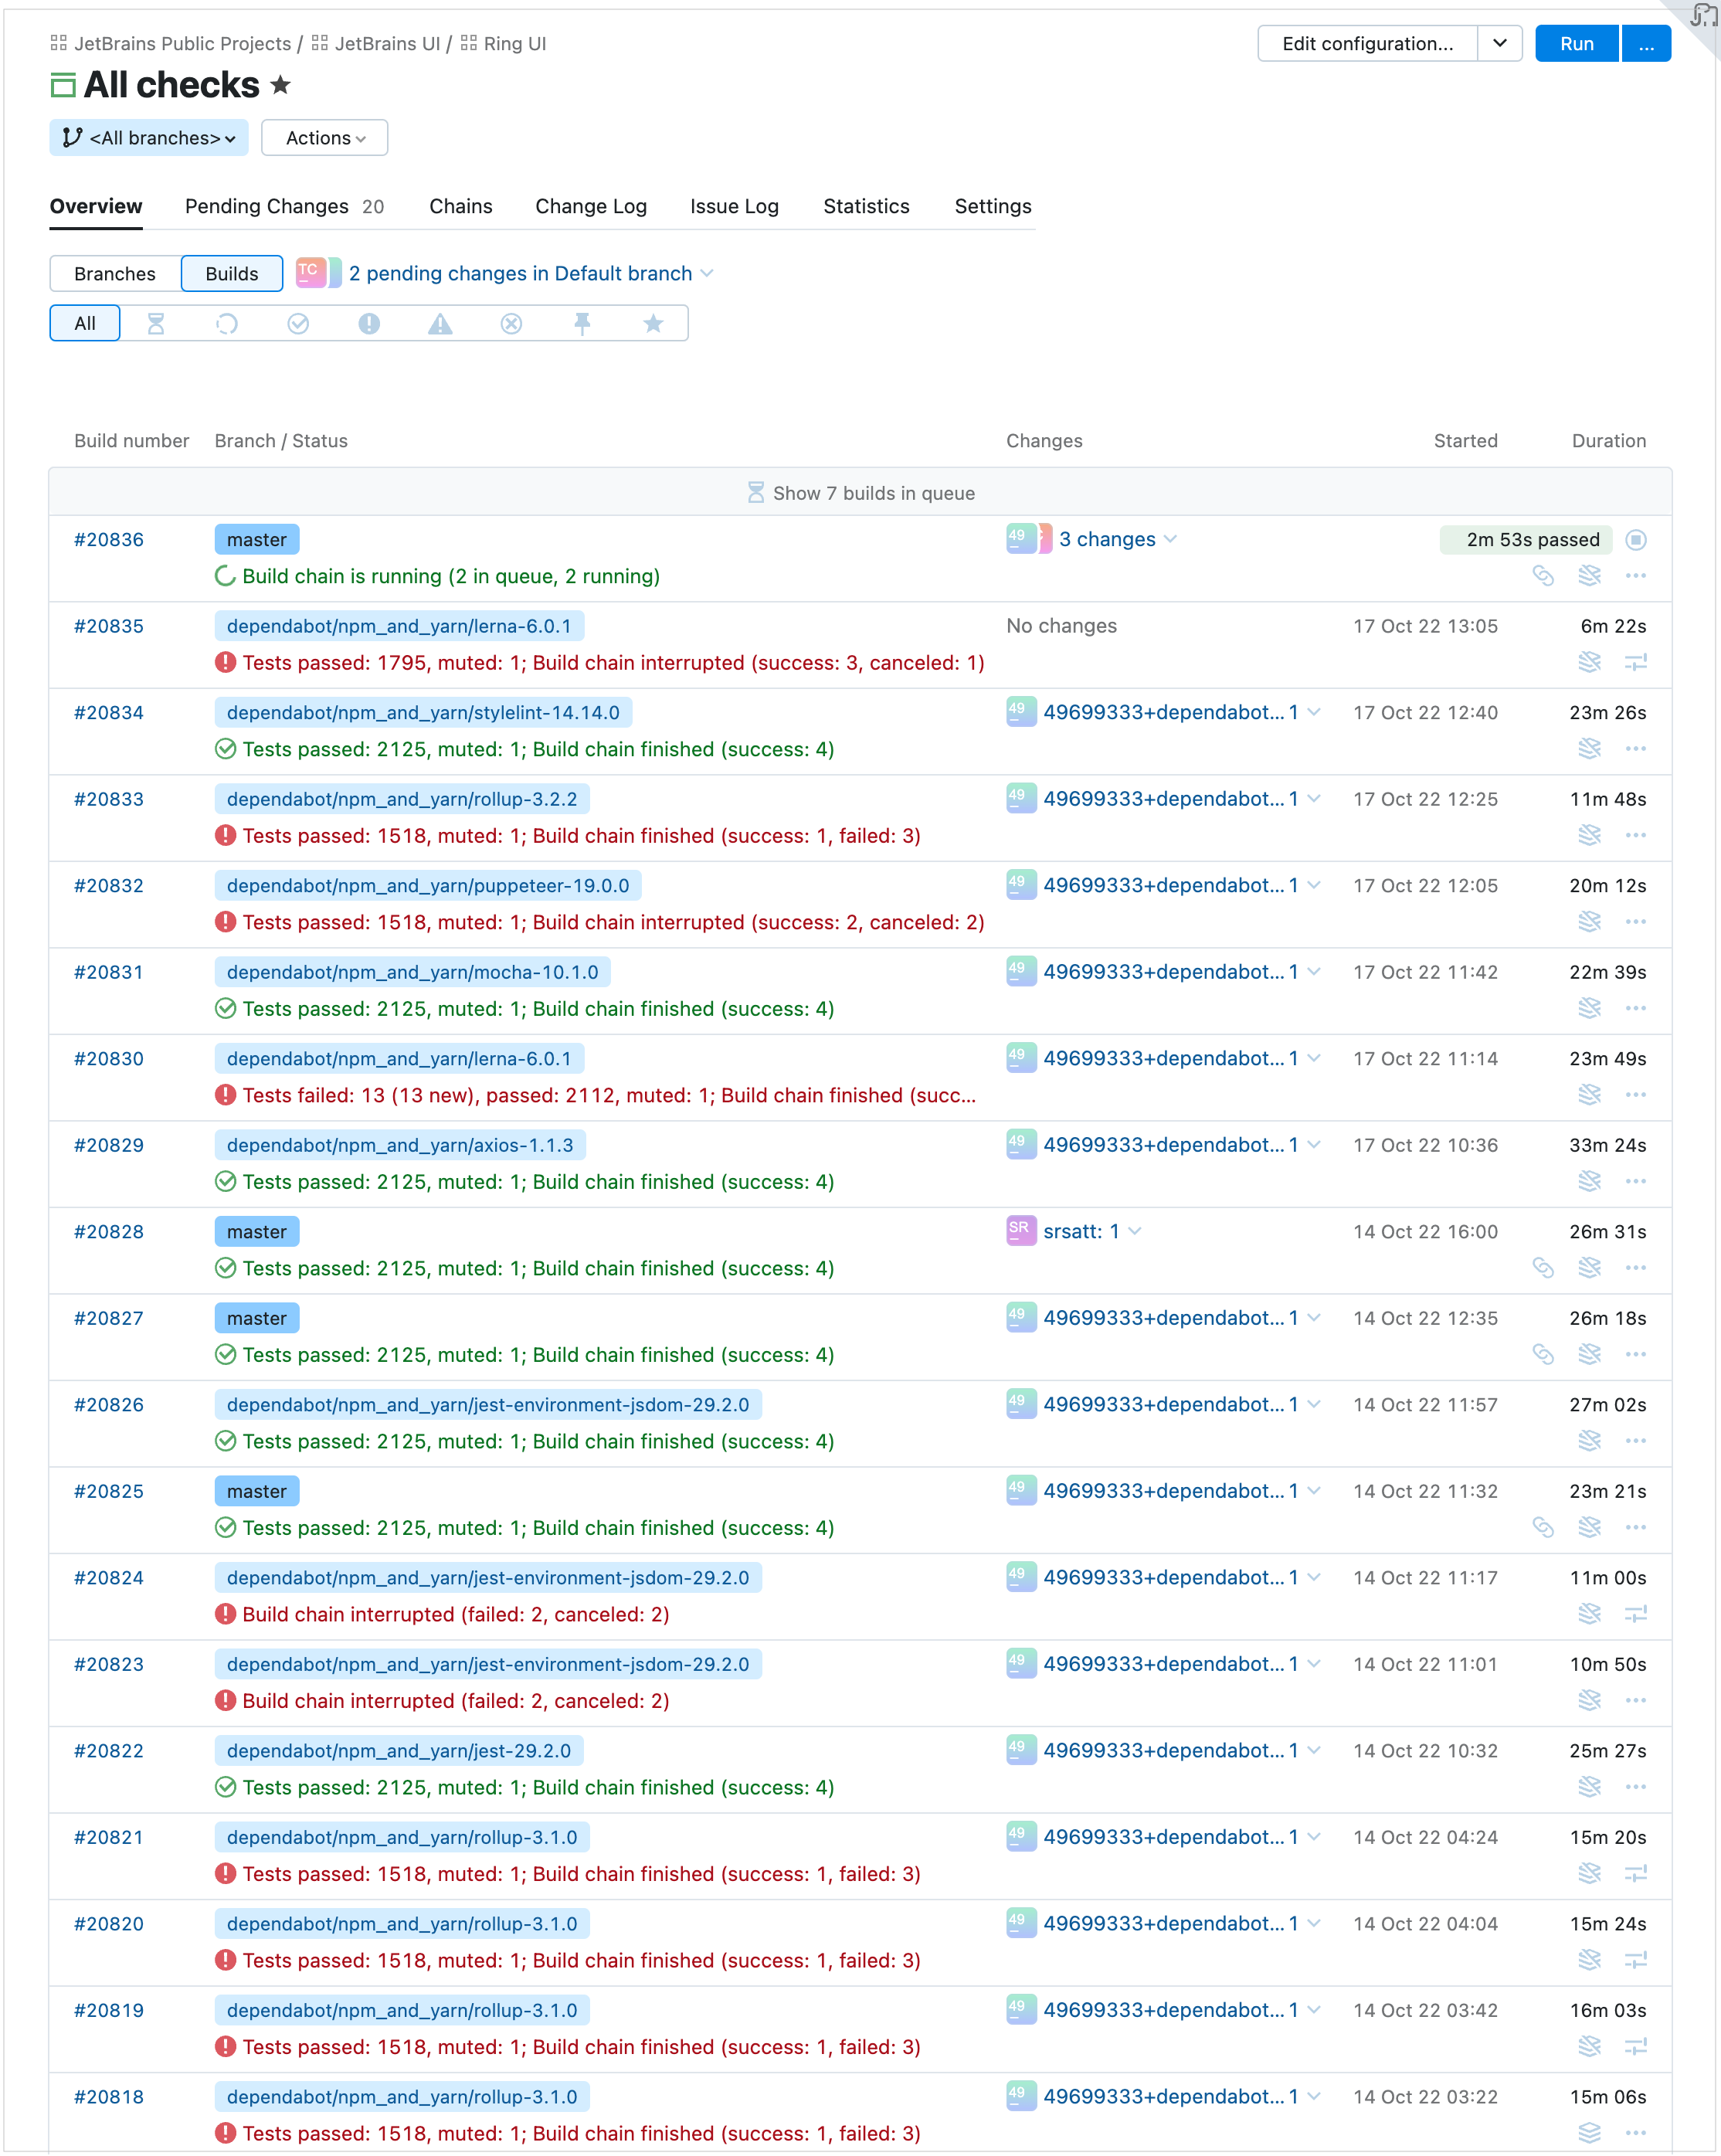 JetBrains Public Projects / JetBrains UI / Ring UI
Edit configuration...
Run
...
All checks
<All branches>
Actions
Overview
Pending Changes 20
Chains
Change Log
Issue Log
Statistics
Settings
Branches
Builds
TC
2 pending changes in Default branch
All
Build number
Branch / Status
Changes
Started
Duration
Show 7 builds in queue
#20836 master 49 3 changes 2m 53s passed
Build chain is running (2 in queue, 2 running)
#20835 dependabot/npm_and_yarn/lerna-6.0.1 No changes 17 Oct 22 13:05 6m 22s
Tests passed: 1795, muted: 1; Build chain interrupted (success: 3, canceled: 1)
#20834 dependabot/npm_and_yarn/stylelint-14.14.0 49 49699333+dependabot... 1 17 Oct 22 12:40 23m 26s
Tests passed: 2125, muted: 1; Build chain finished (success: 4)
#20833 dependabot/npm_and_yarn/rollup-3.2.2 49 49699333+dependabot... 1 17 Oct 22 12:25 11m 48s
Tests passed: 1518, muted: 1; Build chain finished (success: 1, failed: 3)
#20832 dependabot/npm_and_yarn/puppeteer-19.0.0 49 49699333+dependabot... 1 17 Oct 22 12:05 20m 12s
Tests passed: 1518, muted: 1; Build chain interrupted (success: 2, canceled: 2)
#20831 dependabot/npm_and_yarn/mocha-10.1.0 49 49699333+dependabot... 1 17 Oct 22 11:42 22m 39s
Tests passed: 2125, muted: 1; Build chain finished (success: 4)
#20830 dependabot/npm_and_yarn/lerna-6.0.1 49 49699333+dependabot... 1 17 Oct 22 11:14 23m 49s
Tests failed: 13 (13 new), passed: 2112, muted: 1; Build chain finished (succ...
#20829 dependabot/npm_and_yarn/axios-1.1.3 49 49699333+dependabot... 1 17 Oct 22 10:36 33m 24s
Tests passed: 2125, muted: 1; Build chain finished (success: 4)
#20828 master SR srsatt: 1 14 Oct 22 16:00 26m 31s
Tests passed: 2125, muted: 1; Build chain finished (success: 4)
#20827 master 49 49699333+dependabot... 1 14 Oct 22 12:35 26m 18s
Tests passed: 2125, muted: 1; Build chain finished (success: 4)
#20826 dependabot/npm_and_yarn/jest-environment-jsdom-29.2.0 49 49699333+dependabot... 1 14 Oct 22 11:57 27m 02s
Tests passed: 2125, muted: 1; Build chain finished (success: 4)
#20825 master 49 49699333+dependabot... 1 14 Oct 22 11:32 23m 21s
Tests passed: 2125, muted: 1; Build chain finished (success: 4)
#20824 dependabot/npm_and_yarn/jest-environment-jsdom-29.2.0 49 49699333+dependabot... 1 14 Oct 22 11:17 11m 00s
Build chain interrupted (failed: 2, canceled: 2)
#20823 dependabot/npm_and_yarn/jest-environment-jsdom-29.2.0 49 49699333+dependabot... 1 14 Oct 22 11:01 10m 50s
Build chain interrupted (failed: 2, canceled: 2)
#20822 dependabot/npm_and_yarn/jest-29.2.0 49 49699333+dependabot... 1 14 Oct 22 10:32 25m 27s
Tests passed: 2125, muted: 1; Build chain finished (success: 4)
#20821 dependabot/npm_and_yarn/rollup-3.1.0 49 49699333+dependabot... 1 14 Oct 22 04:24 15m 20s
Tests passed: 1518, muted: 1; Build chain finished (success: 1, failed: 3)
#20820 dependabot/npm_and_yarn/rollup-3.1.0 49 49699333+dependabot... 1 14 Oct 22 04:04 15m 24s
Tests passed: 1518, muted: 1; Build chain finished (success: 1, failed: 3)
#20819 dependabot/npm_and_yarn/rollup-3.1.0 49 49699333+dependabot... 1 14 Oct 22 03:42 16m 03s
Tests passed: 1518, muted: 1; Build chain finished (success: 1, failed: 3)
#20818 dependabot/npm_and_yarn/rollup-3.1.0 49 49699333+dependabot... 1 14 Oct 22 03:22 15m 06s
Tests passed: 1518, muted: 1; Build chain finished (success: 1, failed: 3)